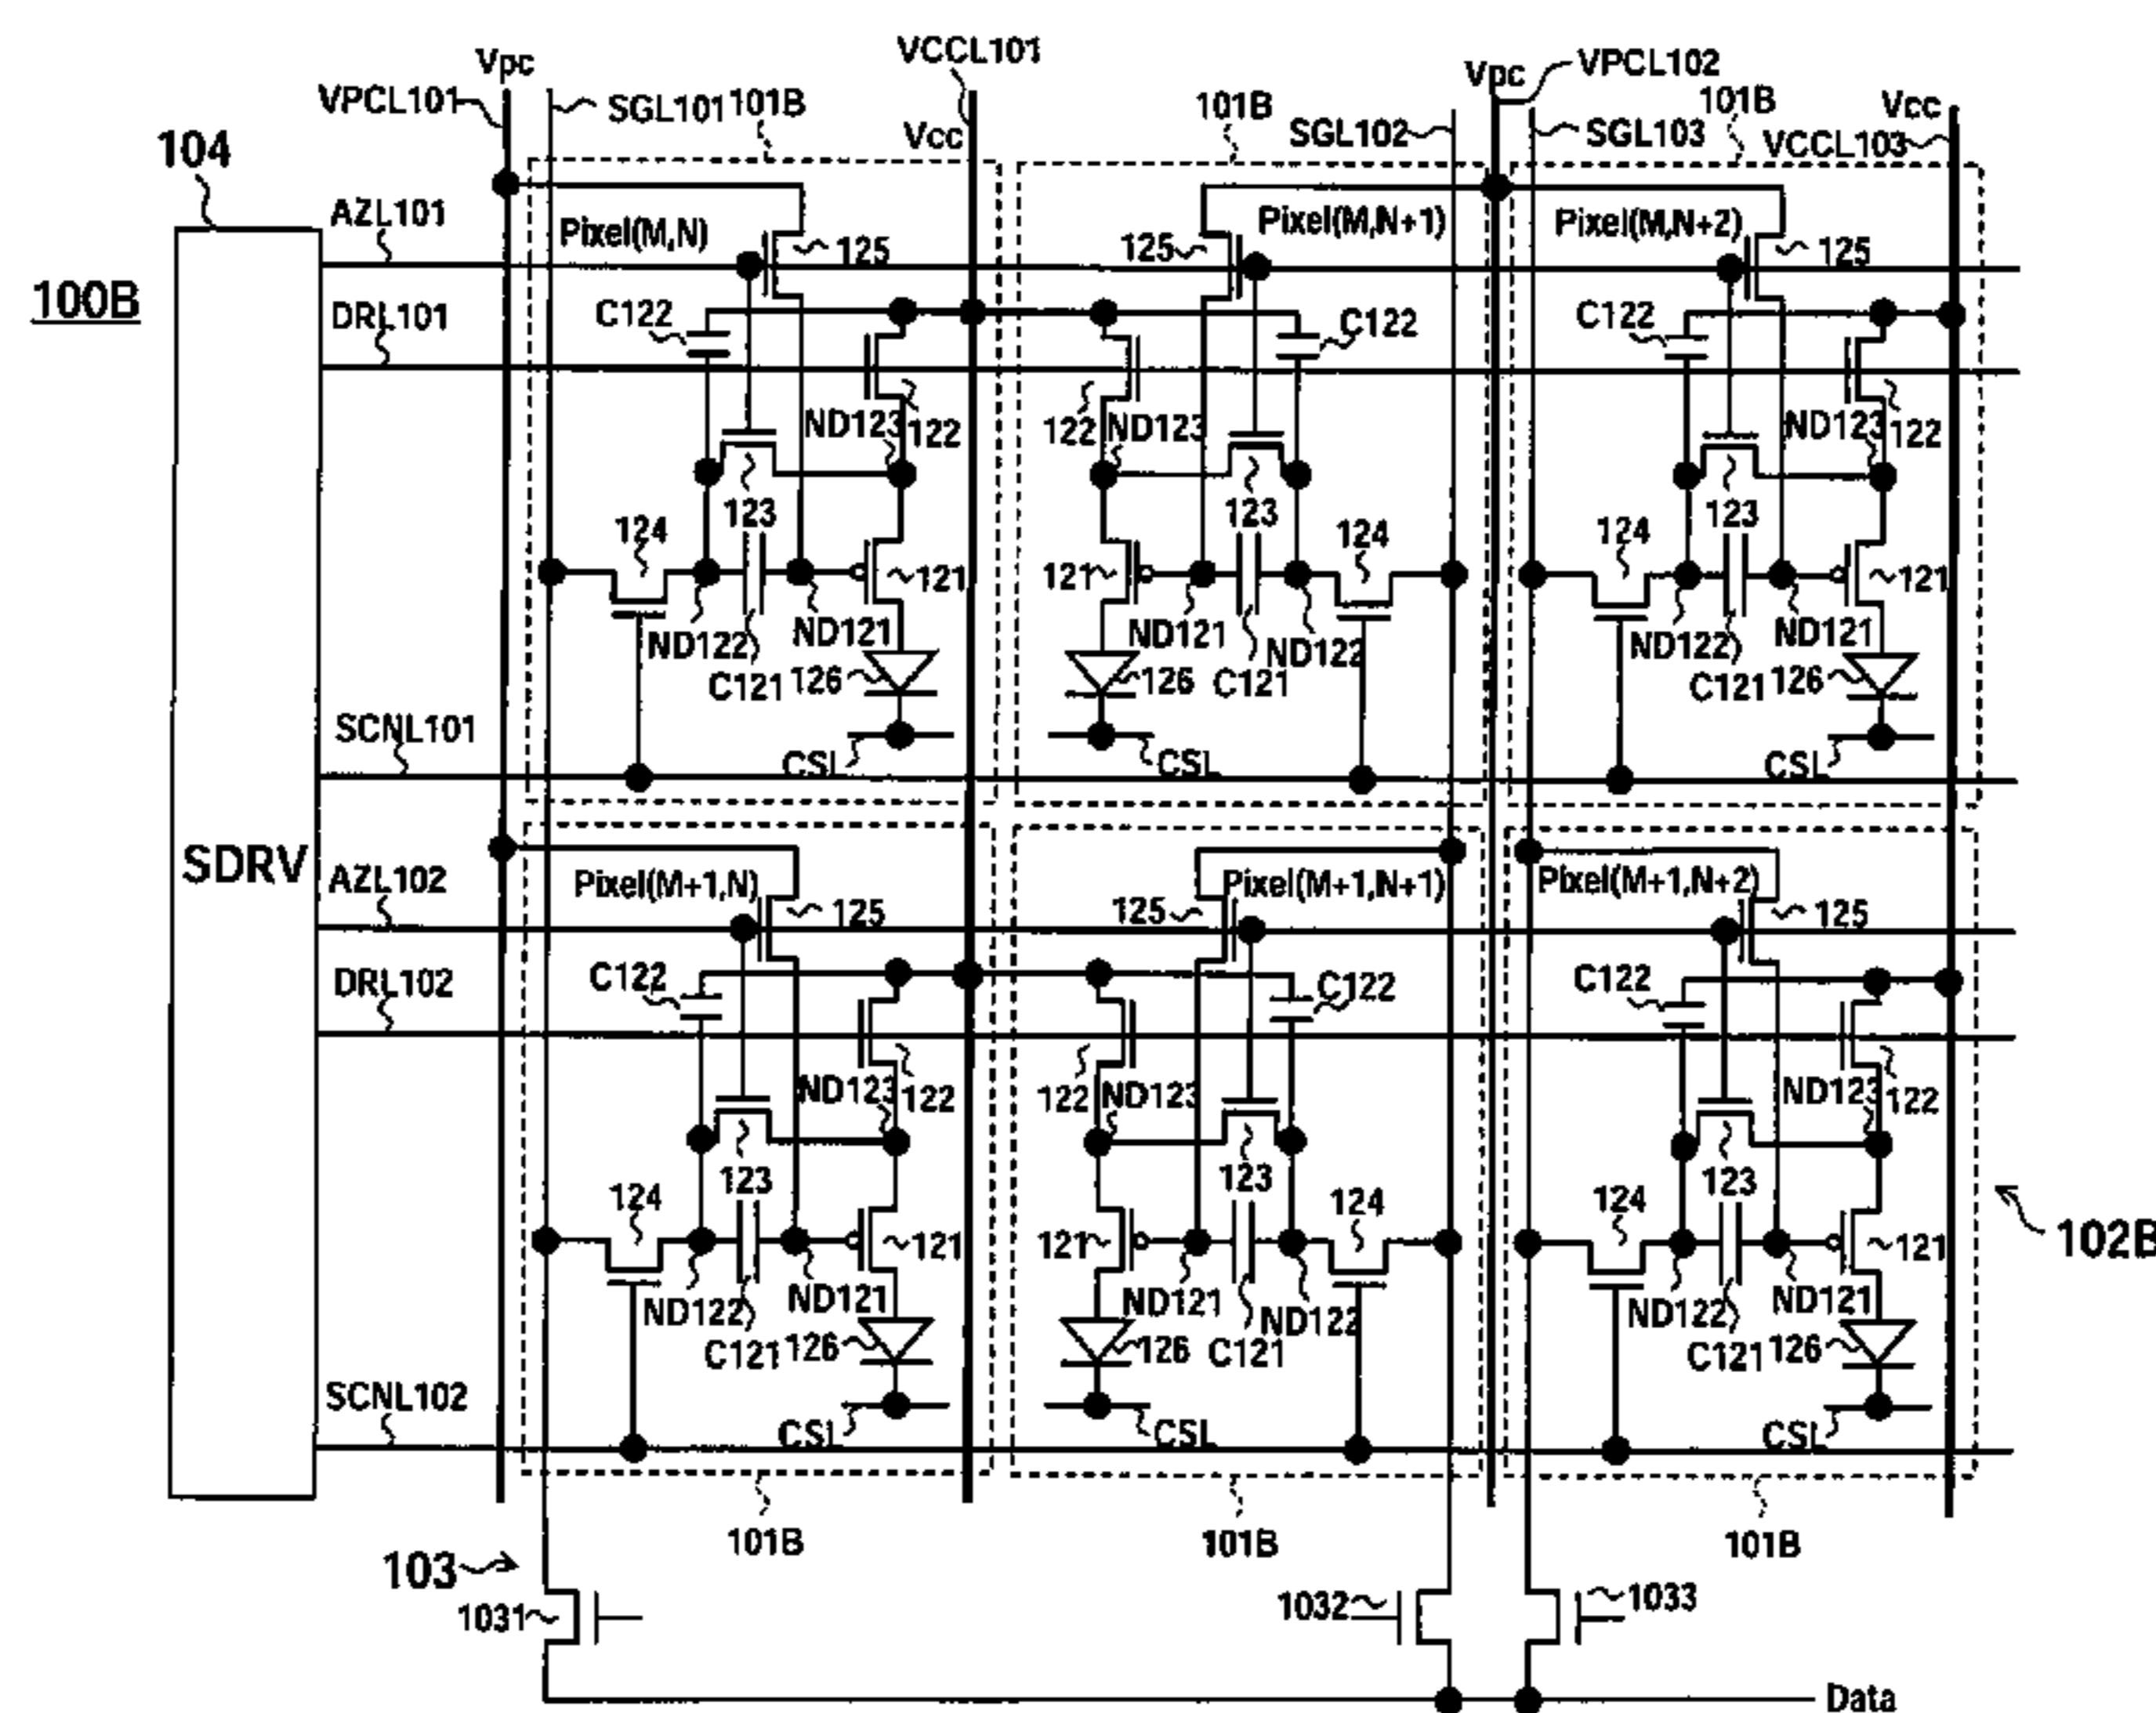 Vpc
VCCL101
VPCL101
SGL101
101B
Vcc
101B
Vpc
VPCL102
SGL102
SGL103
101B
Vcc
VCCL103
104
100B
AZL101
Pixel(M,N)
125
125
Pixel(M,N+1)
Pixel(M,N+2)
125
DRL101
C122
C122
C122
ND123
122
122
ND123
ND123
122
124
123
123
124
124
123
121
121
121
ND122
ND121
ND121
ND122
ND122
ND121
C121
126
126
C121
C121
126
SCNL101
CSL
CSL
CSL
SDRV
AZL102
Pixel(M+1,N)
125
125
Pixel(M+1,N+1)
Pixel(M+1,N+2)
125
DRL102
C122
C122
C122
ND123
122
122
ND123
ND123
122
124
123
123
124
124
123
121
121
121
102B
ND122
ND121
ND121
ND122
ND122
ND121
C121
126
126
C121
C121
126
SCNL102
CSL
CSL
CSL
101B
101B
101B
103
1031
1032
1033
Data